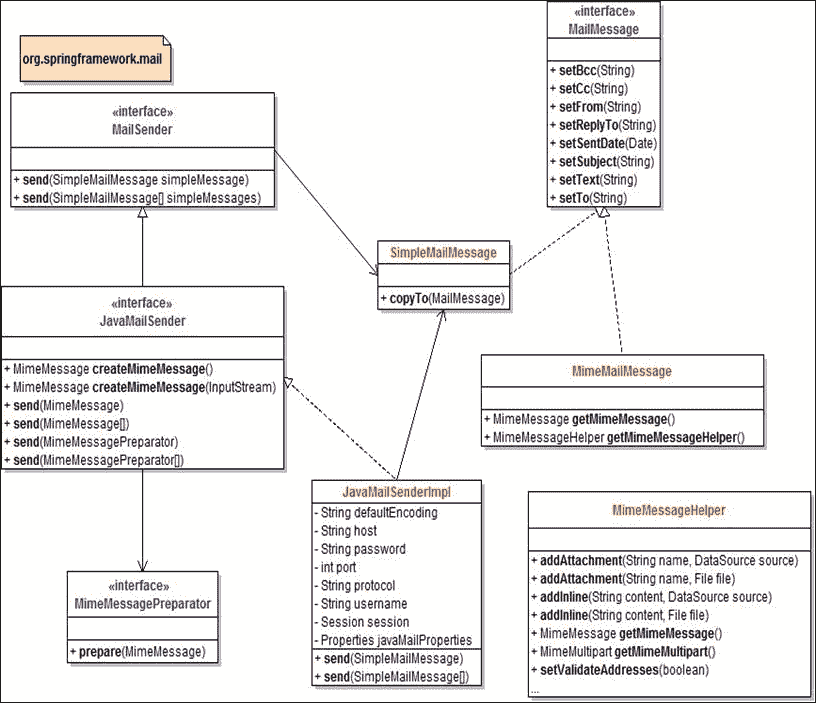 org.springframework.mail
«interface»
MailSender
+ send(SimpleMailMessage simpleMessage)
+ send(SimpleMailMessage[] simpleMessages)
«interface»
MailMessage
+ setBcc(String)
+ setCc(String)
+ setFrom(String)
+ setReplyTo(String)
+ setSentDate(Date)
+ setSubject(String)
+ setText(String)
+ setTo(String)
SimpleMailMessage
+ copyTo(MailMessage)
«interface»
JavaMailSender
+ MimeMessage createMimeMessage()
+ MimeMessage createMimeMessage(InputStream)
+ send(MimeMessage)
+ send(MimeMessage[])
+ send(MimeMessagePreparator)
+ send(MimeMessagePreparator[])
MimeMailMessage
+ MimeMessage getMimeMessage()
+ MimeMessageHelper getMimeMessageHelper()
JavaMailSenderImpl
- String defaultEncoding
- String host
- String password
- int port
- String protocol
- String username
- Session session
- Properties javaMailProperties
+ send(SimpleMailMessage)
+ send(SimpleMailMessage[])
MimeMessageHelper
+ addAttachment(String name, DataSource source)
+ addAttachment(String name, File file)
+ addInline(String content, DataSource source)
+ addInline(String content, File file)
+ MimeMessage getMimeMessage()
+ MimeMultipart getMimeMultipart()
+ setValidateAddresses(boolean)
...
«interface»
MimeMessagePreparator
+ prepare(MimeMessage)